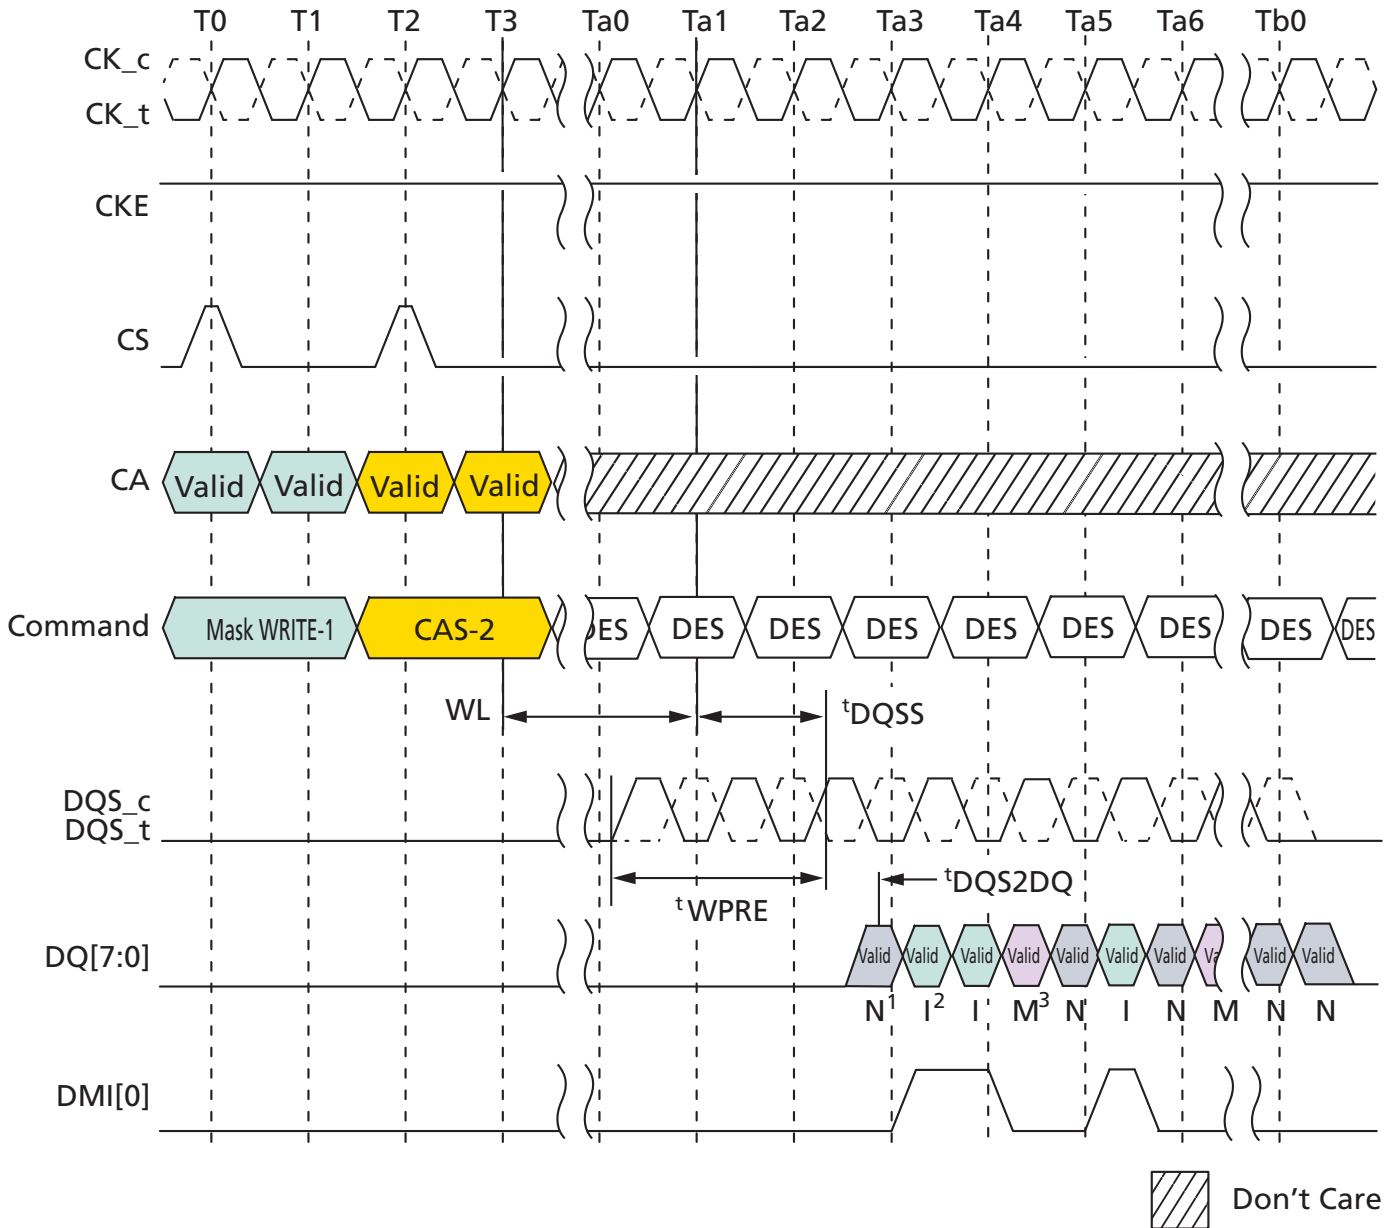 T0 T1 T2 T3 Ta0 Ta1 Ta2 Ta3 Ta4 Ta5 Ta6 Tb0
CK_c
CK_t
CKE
CS
CA Valid Valid Valid Valid
Command Mask WRITE-1 CAS-2 DES DES DES DES DES DES DES DES DES
WL tDQSS
DQS_c
DQS_t
tDQS2DQ
tWPRE
DQ[7:0] Valid Valid Valid Valid Valid Valid Valid Va Valid Valid
N1 I2 I M3 N I N M N N
DMI[0]
Don't Care